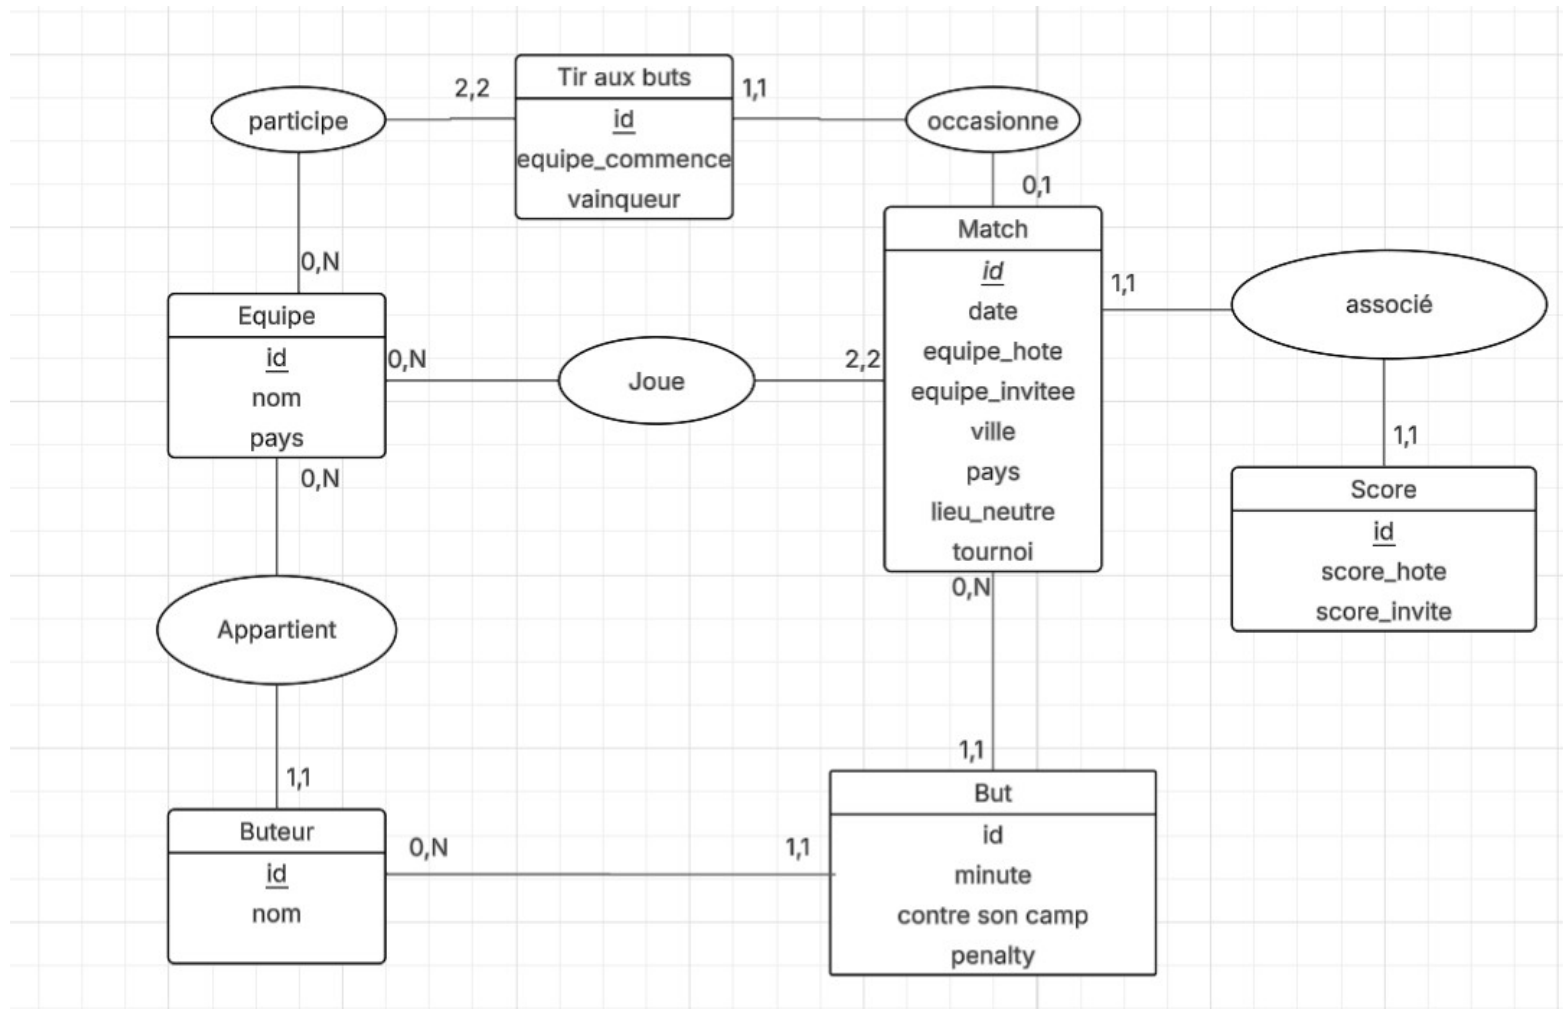 Tir aux buts
id
equipe_commence
vainqueur
2,2
1,1
participe
occasionne
0,1
0,N
Equipe
id
nom
pays
0,N
Joue
2,2
Match
id
date
equipe_hote
equipe_invitee
ville
pays
lieu_neutre
tournoi
1,1
associé
1,1
Score
id
score_hote
score_invite
0,N
Appartient
1,1
0,N
1,1
Buteur
id
nom
0,N
1,1
But
id
minute
contre son camp
penalty